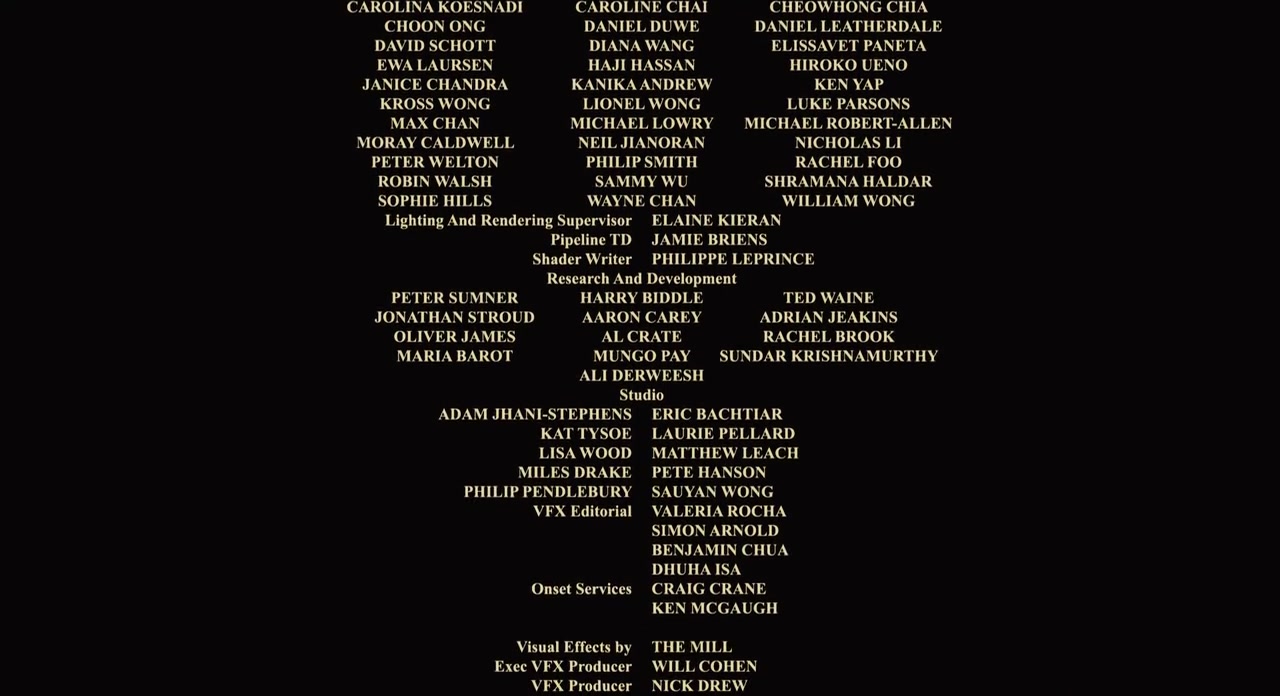 CAROLINA KOESNADI CAROLINE CHAI CHEOWHONG CHIA
CHOON ONG DANIEL DUWE DANIEL LEATHERDALE
DAVID SCHOTT DIANA WANG ELISSAVET PANETA
EWA LAURSEN HAJI HASSAN HIROKO UENO
JANICE CHANDRA KANIKA ANDREW KEN YAP
KROSS WONG LIONEL WONG LUKE PARSONS
MAX CHAN MICHAEL LOWRY MICHAEL ROBERT-ALLEN
MORAY CALDWELL NEIL JIANORAN NICHOLAS LI
PETER WELTON PHILIP SMITH RACHEL FOO
ROBIN WALSH SAMMY WU SHRAMANA HALDAR
SOPHIE HILLS WAYNE CHAN WILLIAM WONG
Lighting And Rendering Supervisor ELAINE KIERAN
Pipeline TD JAMIE BRIENS
Shader Writer PHILIPPE LEPRINCE
Research And Development
PETER SUMNER HARRY BIDDLE TED WAINE
JONATHAN STROUD AARON CAREY ADRIAN JEAKINS
OLIVER JAMES AL CRATE RACHEL BROOK
MARIA BAROT MUNGO PAY SUNDAR KRISHNAMURTHY
ALI DERWEESH
Studio
ADAM JHANI-STEPHENS ERIC BACHTIAR
KAT TYSOE LAURIE PELLARD
LISA WOOD MATTHEW LEACH
MILES DRAKE PETE HANSON
PHILIP PENDLEBURY SAUYAN WONG
VFX Editorial VALERIA ROCHA
SIMON ARNOLD
BENJAMIN CHUA
DHUHA ISA
Onset Services CRAIG CRANE
KEN MCGAUGH
Visual Effects by THE MILL
Exec VFX Producer WILL COHEN
VFX Producer NICK DREW